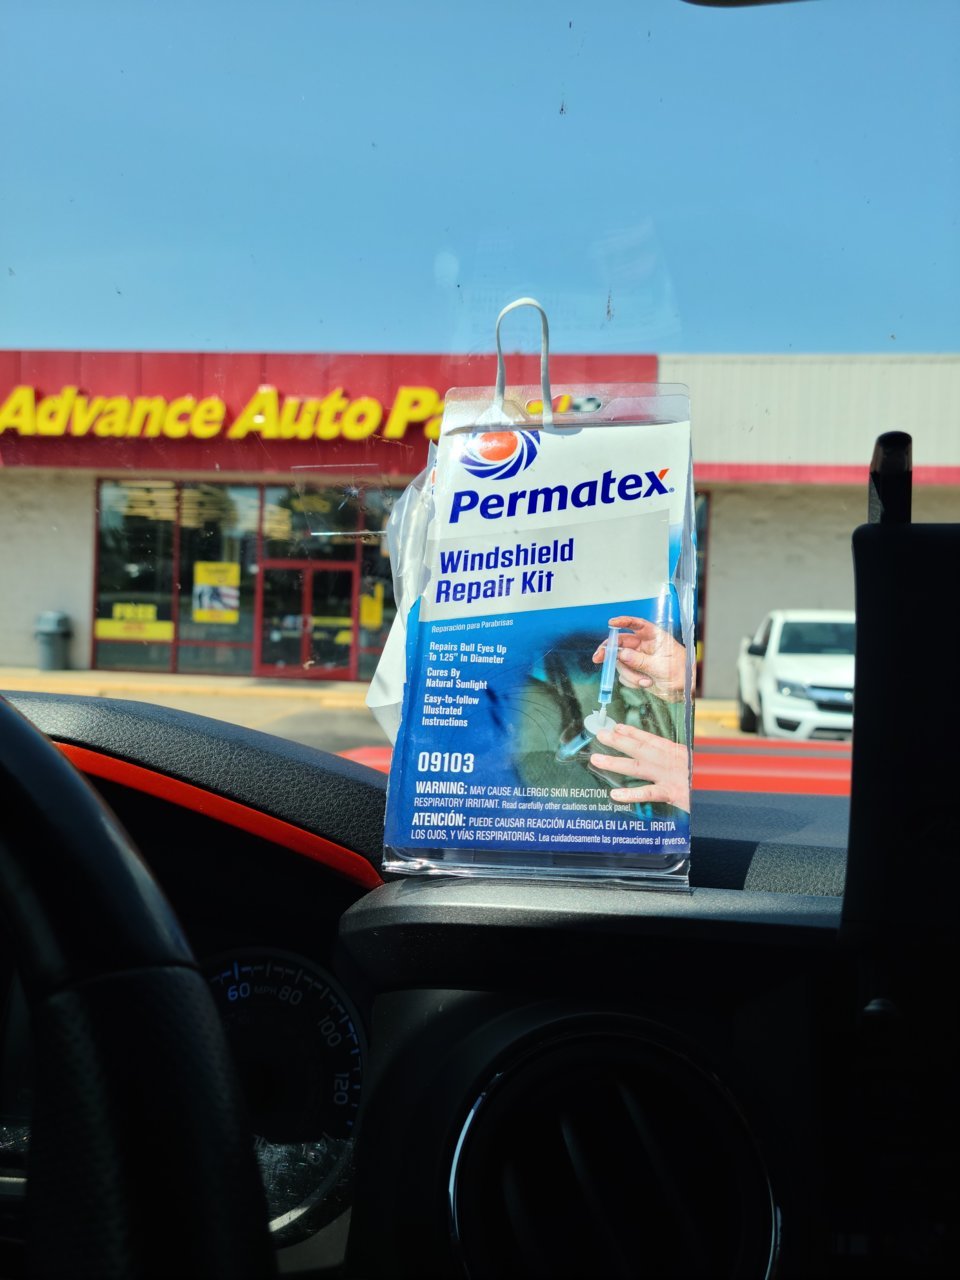 Advance Auto Pa
Permatex®
Windshield
Repair Kit
Reparación para Parabrisas
Repairs Bull Eyes Up
To 1.25" In Diameter
Cures By
Natural Sunlight
Easy-to-follow
Illustrated
Instructions
09103
WARNING: MAY CAUSE ALLERGIC SKIN REACTION.
RESPIRATORY IRRITANT. Read carefully other cautions on back panel.
ATENCIÓN: PUEDE CAUSAR REACCIÓN ALÉRGICA EN LA PIEL. IRRITA
LOS OJOS, Y VÍAS RESPIRATORIAS. Lea cuidadosamente las precauciones al reverso.
FREE
60 MPH 80
100
120